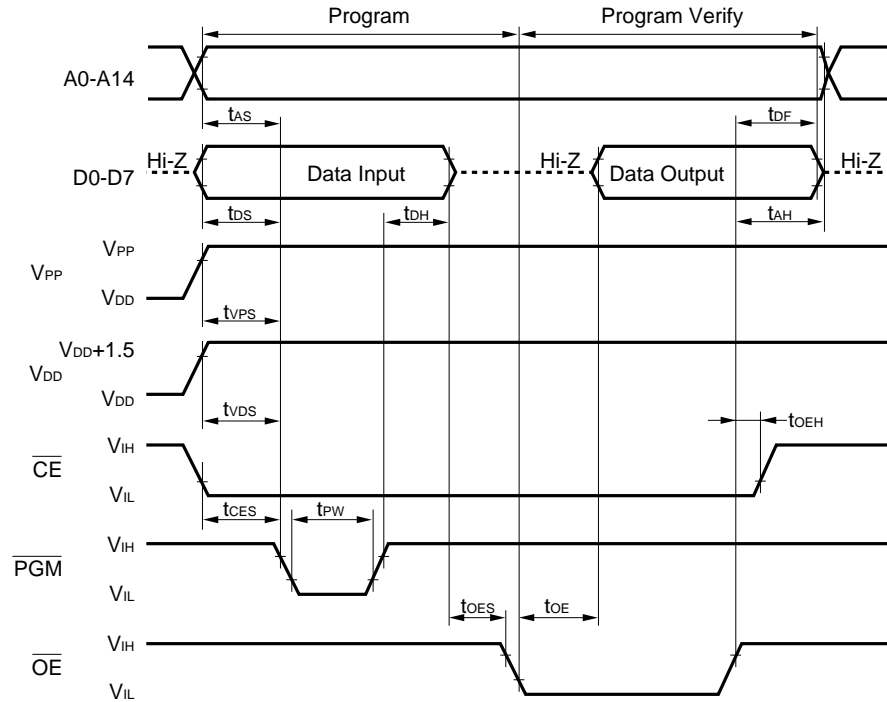 Program Program Verify
A0-A14
tAS tDF
Hi-Z Data Input Hi-Z Data Output Hi-Z
D0-D7
tDS tDH tAH
VPP
VPP
VDD
tVPS
VDD+1.5
VDD
VDD
tVDS tOEH
VIH
CE
VIL
tCES tPW
VIH
PGM
VIL
tOES tOE
VIH
OE
VIL